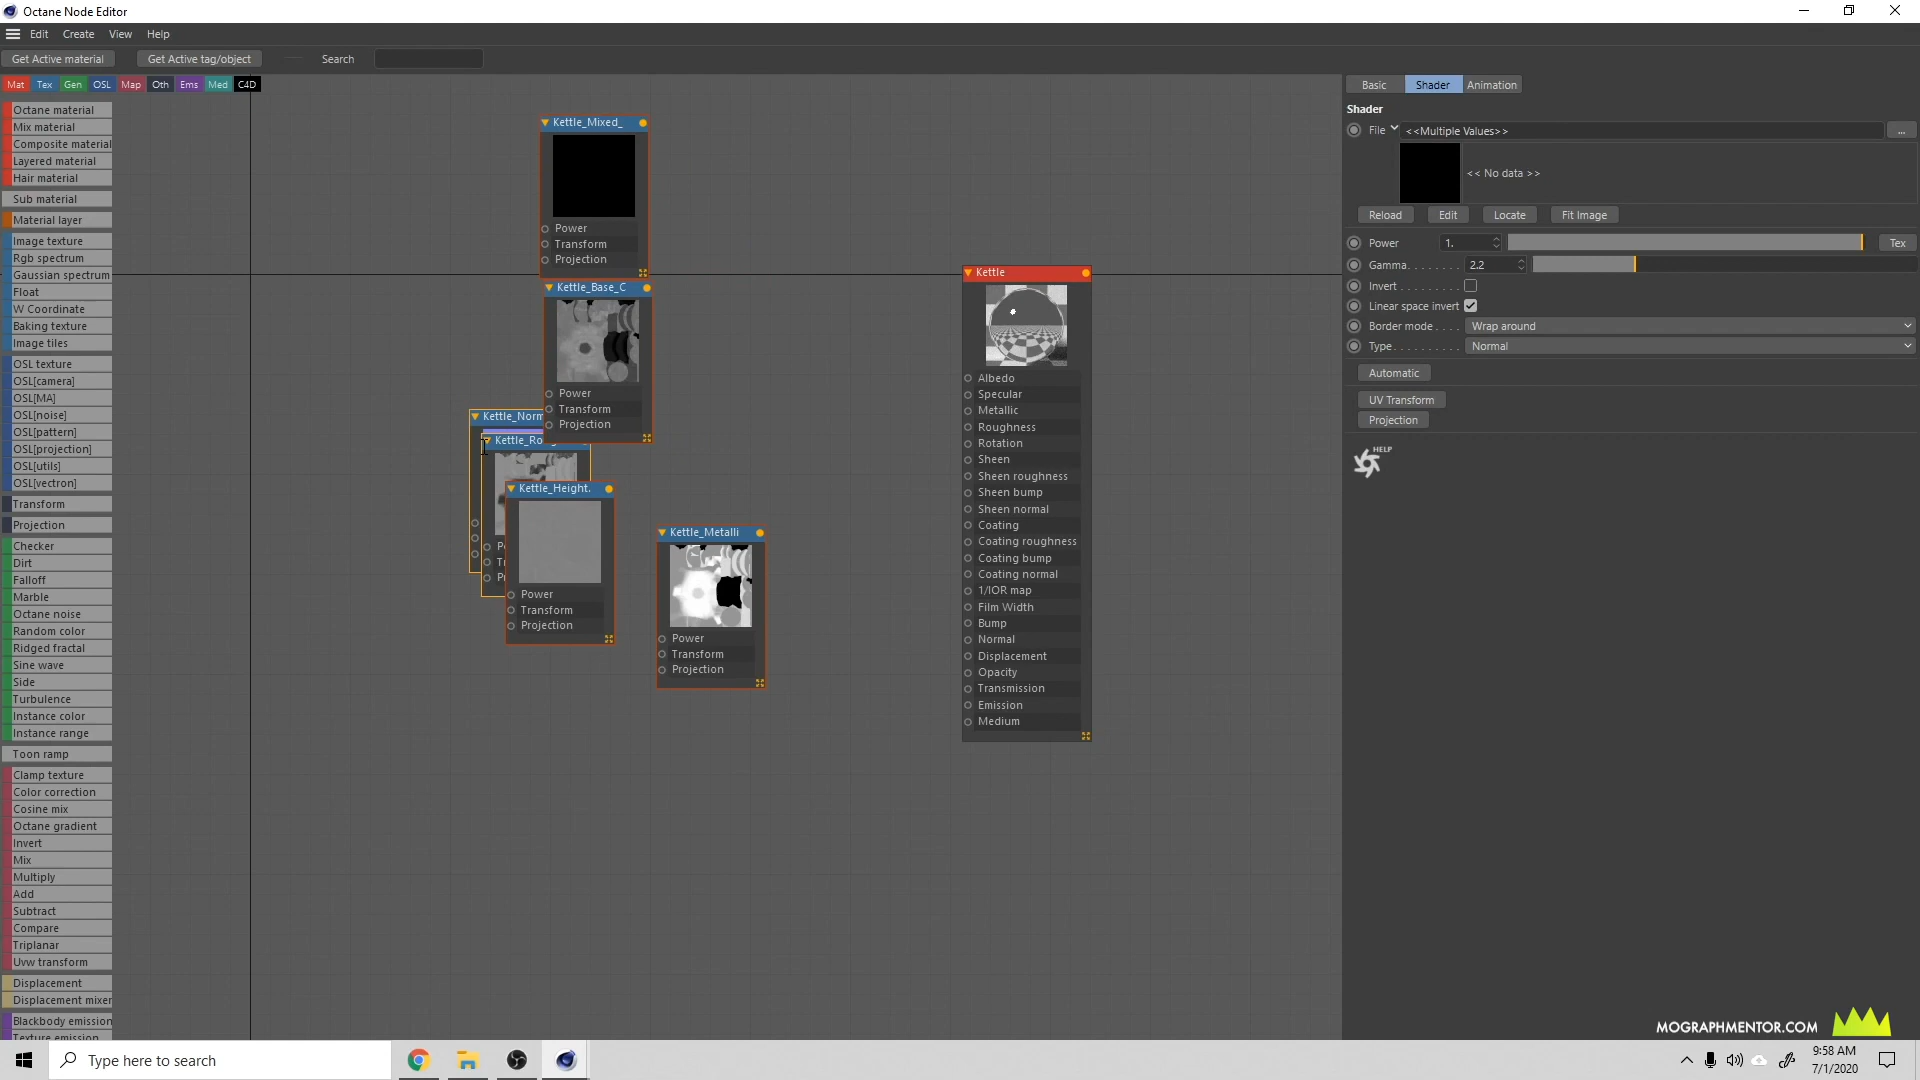 Octane Node Editor
Edit Create View Help
Get Active material Get Active tag/object Search
Mat Tex Gen OSL Map Oth Ems Med C4D
Octane material
Mix material
Composite material
Layered material
Hair material
Sub material
Material layer
Image texture
Rgb spectrum
Gaussian spectrum
Float
W Coordinate
Baking texture
Image tiles
OSL texture
OSL[camera]
OSL[MA]
OSL[noise]
OSL[pattern]
OSL[projection]
OSL[utils]
OSL[vectron]
Transform
Projection
Checker
Dirt
Falloff
Marble
Octane noise
Random color
Ridged fractal
Sine wave
Side
Turbulence
Instance color
Instance range
Toon ramp
Clamp texture
Color correction
Cosine mix
Octane gradient
Invert
Mix
Multiply
Add
Subtract
Compare
Triplanar
Uvw transform
Displacement
Displacement mixer
Blackbody emission
Texture emission
Kettle_Mixed_
Power
Transform
Projection
Kettle_Base_C
Power
Transform
Projection
Kettle_Norm
Kettle_Ro
P
T
P
Kettle_Height.
Power
Transform
Projection
Kettle_Metalli
Power
Transform
Projection
Kettle
Albedo
Specular
Metallic
Roughness
Rotation
Sheen
Sheen roughness
Sheen bump
Sheen normal
Coating
Coating roughness
Coating bump
Coating normal
1/IOR map
Film Width
Bump
Normal
Displacement
Opacity
Transmission
Emission
Medium
Basic Shader Animation
Shader
File <<Multiple Values>> ...
<< No data >>
Reload Edit Locate Fit Image
Power 1. Tex
Gamma. . . . . . . . 2.2
Invert . . . . . . . . .
Linear space invert
Border mode . . . . Wrap around
Type. . . . . . . . . . Normal
Automatic
UV Transform
Projection
HELP
MOGRAPHMENTOR.COM
Type here to search
9:58 AM
7/1/2020